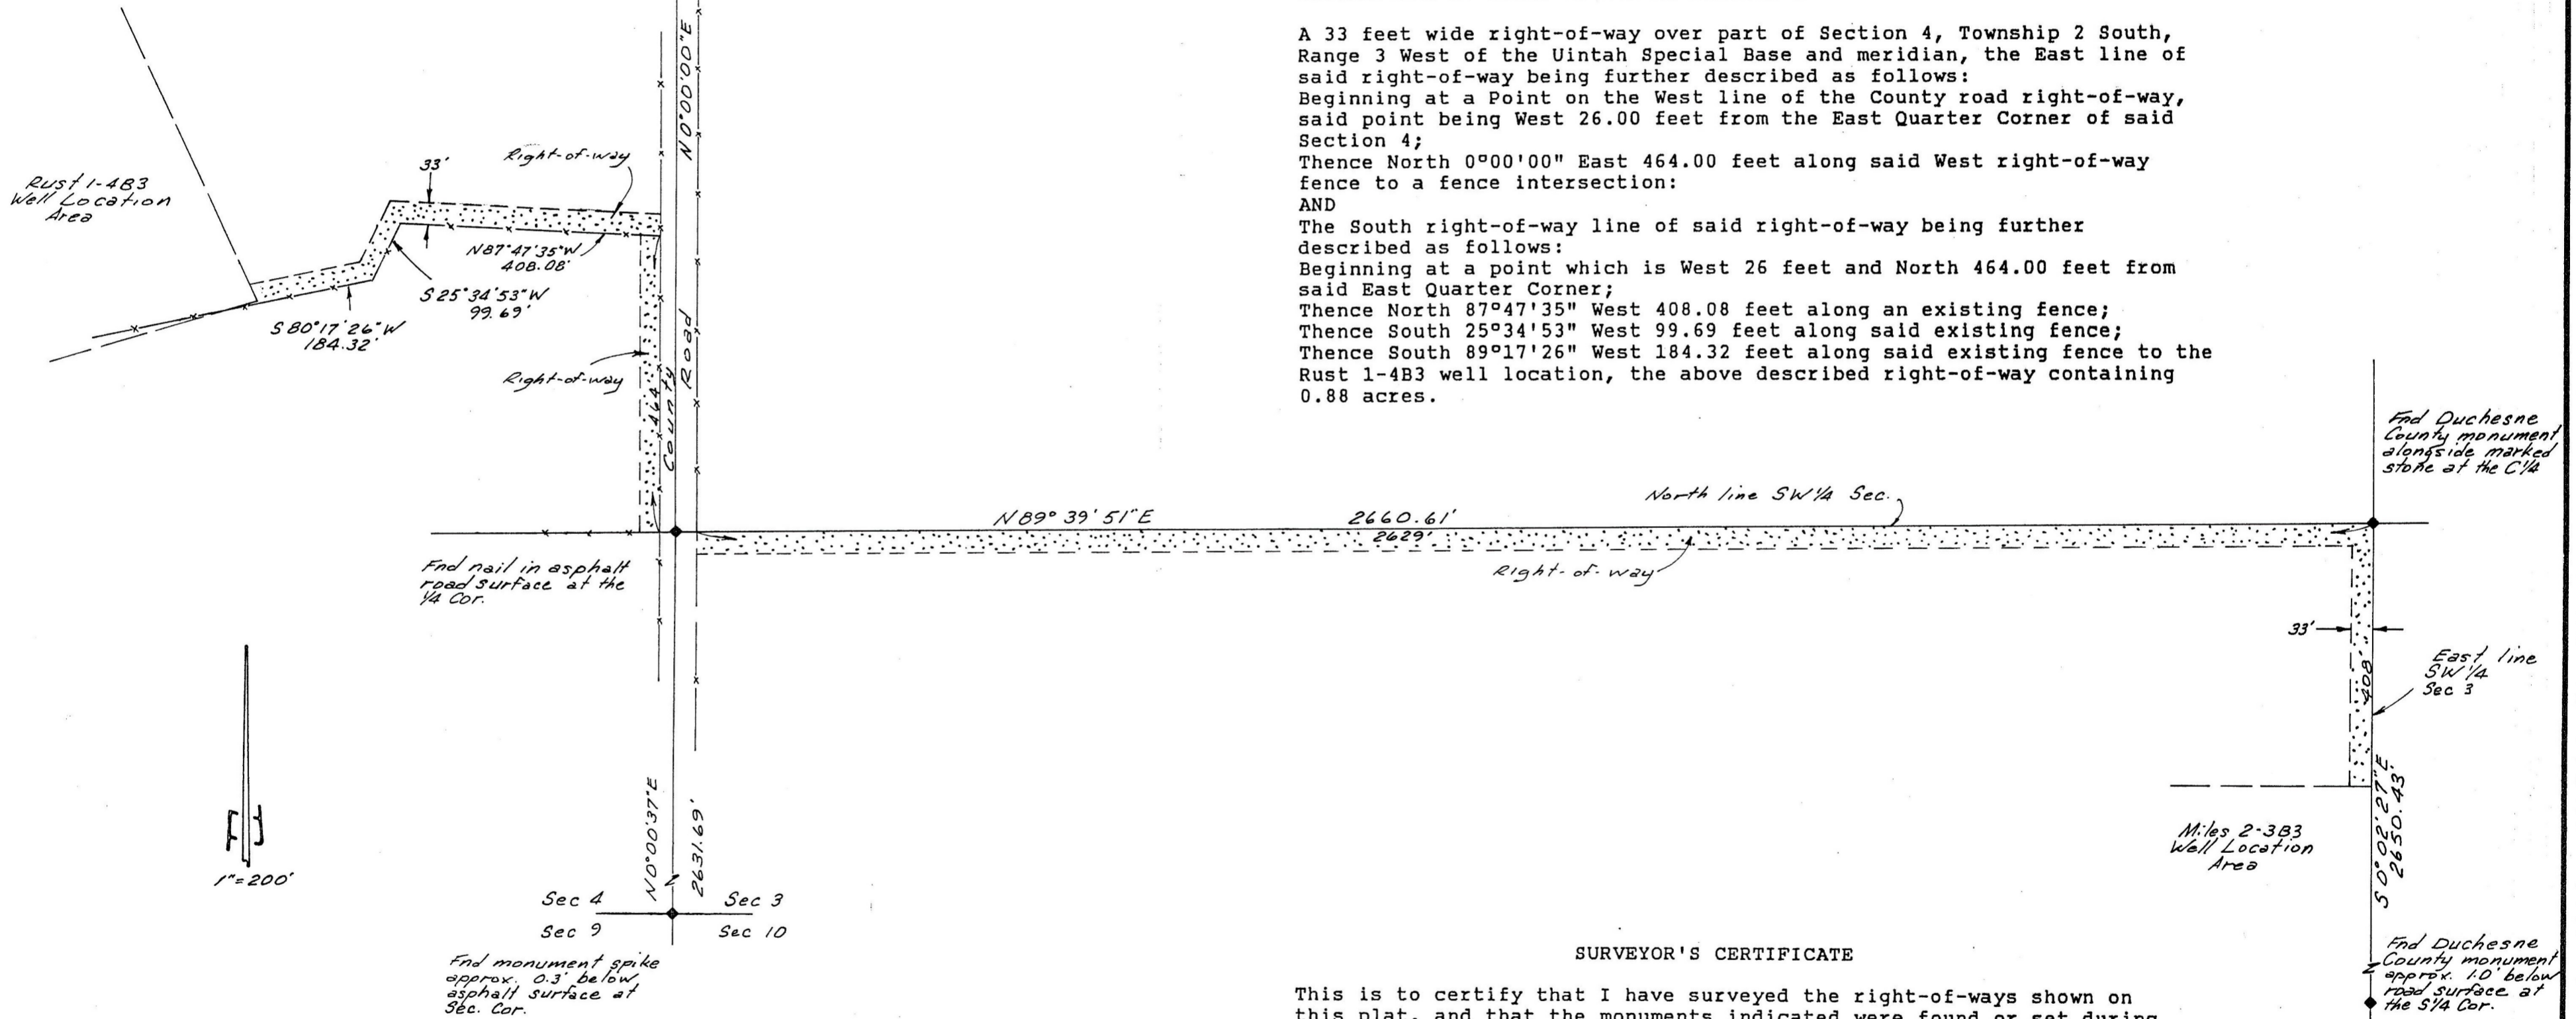 A 33 feet wide right-of-way over part of Section 4, Township 2 South,
Range 3 West of the Uintah Special Base and meridian, the East line of
said right-of-way being further described as follows:
Beginning at a Point on the West line of the County road right-of-way,
said point being West 26.00 feet from the East Quarter Corner of said
Section 4;
Thence North 0°00'00" East 464.00 feet along said West right-of-way
fence to a fence intersection:
AND
The South right-of-way line of said right-of-way being further
described as follows:
Beginning at a point which is West 26 feet and North 464.00 feet from
said East Quarter Corner;
Thence North 87°47'35" West 408.08 feet along an existing fence;
Thence South 25°34'53" West 99.69 feet along said existing fence;
Thence South 89°17'26" West 184.32 feet along said existing fence to the
Rust 1-4B3 well location, the above described right-of-way containing
0.88 acres.
N0°00'00"E
Rust 1-4B3
Well Location
Area
33'
Right-of-way
N87°47'35"W
408.08'
S25°34'53"W
99.69'
S80°17'26"W
184.32'
Right-of-way
464'
County Road
Fnd Duchesne
County monument
alongside marked
stone at the C1/4
North line SW1/4 Sec.
N89°39'51"E 2660.61'
2629'
Right-of-way
Fnd nail in asphalt
road surface at the
1/4 Cor.
33'
408'
East line
SW1/4
Sec 3
S0°02'27"E
2650.43'
Miles 2-3B3
Well Location
Area
1"=200'
N0°00'37"E
2631.69'
Sec 4 Sec 3
Sec 9 Sec 10
Fnd monument spike
approx. 0.3' below
asphalt surface at
Sec. Cor.
Fnd Duchesne
County monument
approx. 1.0' below
road surface at
the S1/4 Cor.
SURVEYOR'S CERTIFICATE
This is to certify that I have surveyed the right-of-ways shown on
this plat, and that the monuments indicated were found or set during